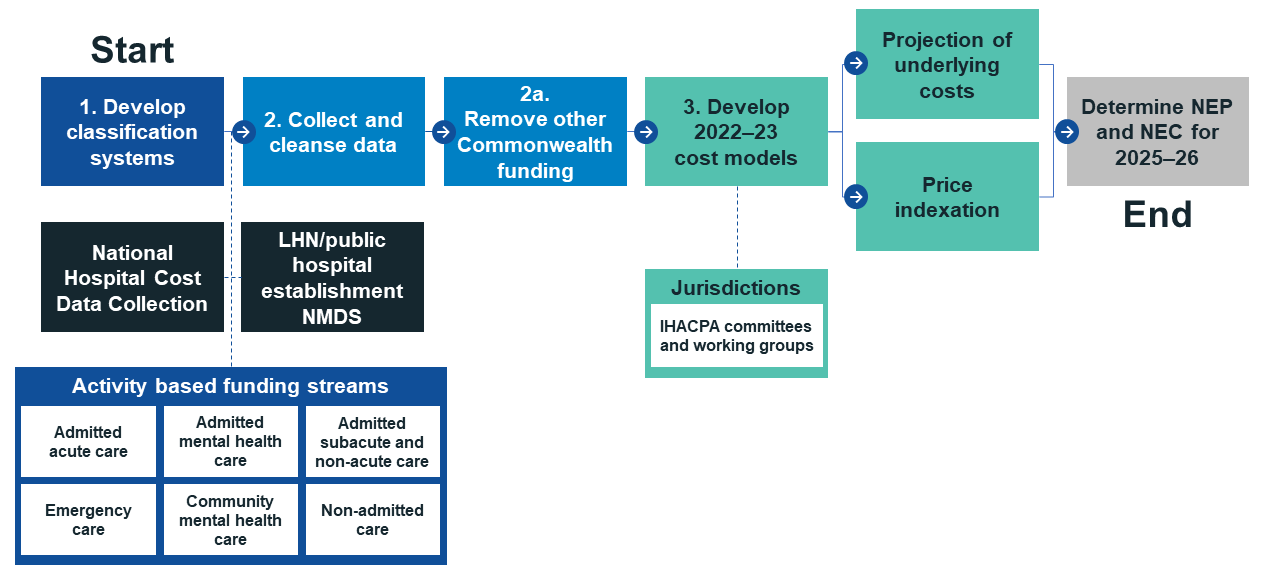 Start
1. Develop
classification
systems
2. Collect and
cleanse data
2a.
Remove other
Commonwealth
funding
3. Develop
2022–23
cost models
Projection of
underlying
costs
Price
indexation
Determine NEP
and NEC for
2025–26
End
National
Hospital Cost
Data Collection
LHN/public
hospital
establishment
NMDS
Jurisdictions
IHACPA committees
and working groups
Activity based funding streams
Admitted
acute care
Admitted
mental health
care
Admitted
subacute and
non-acute care
Emergency
care
Community
mental health
care
Non-admitted
care